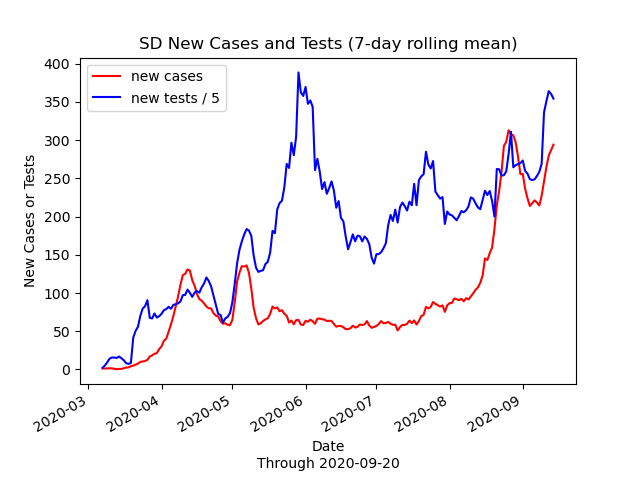 SD New Cases and Tests (7-day rolling mean)
new cases
new tests / 5
New Cases or Tests
400
350
300
250
200
150
100
50
0
2020-03
2020-04
2020-05
2020-06
2020-07
2020-08
2020-09
Date
Through 2020-09-20